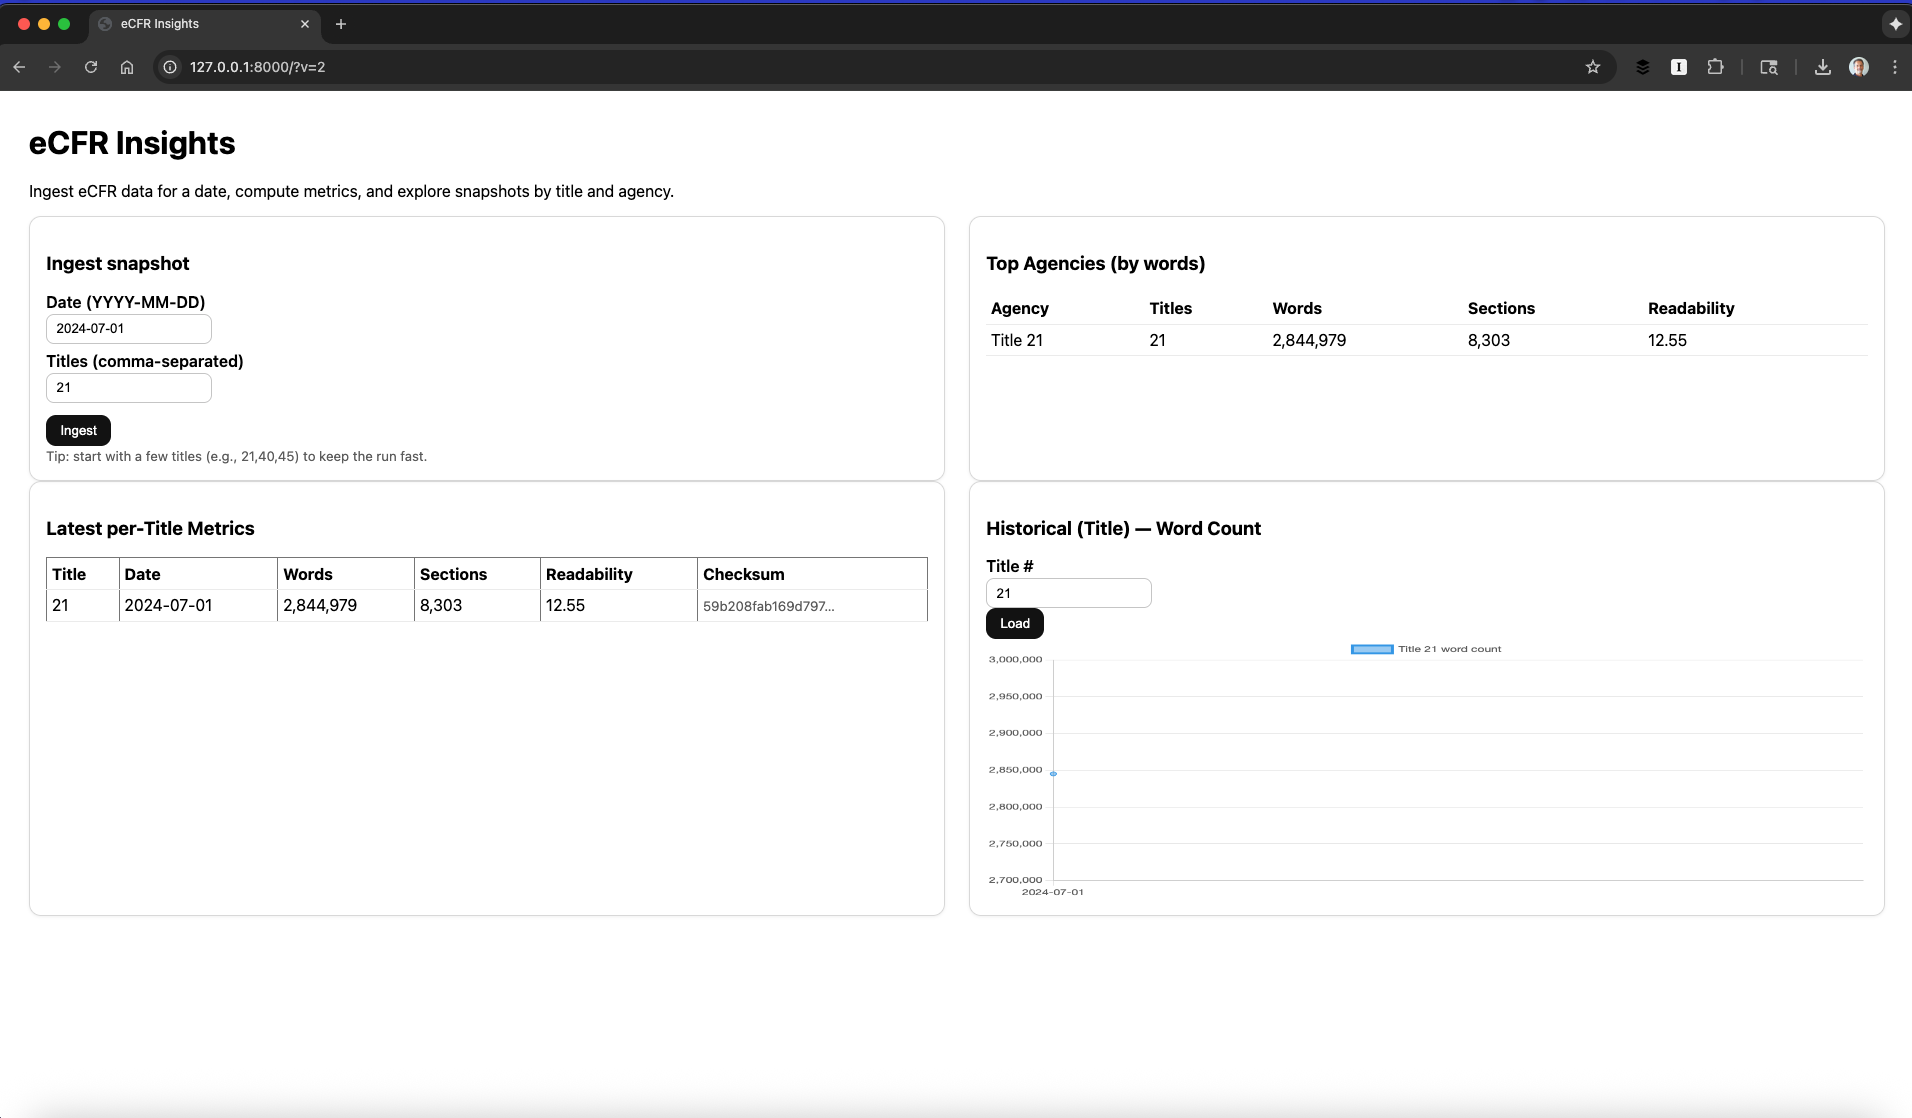 eCFR Insights
127.0.0.1:8000/?v=2
eCFR Insights
Ingest eCFR data for a date, compute metrics, and explore snapshots by title and agency.
Ingest snapshot
Date (YYYY-MM-DD)
2024-07-01
Titles (comma-separated)
21
Ingest
Tip: start with a few titles (e.g., 21,40,45) to keep the run fast.
Top Agencies (by words)
Agency Titles Words Sections Readability
Title 21 21 2,844,979 8,303 12.55
Latest per-Title Metrics
Title Date Words Sections Readability Checksum
21 2024-07-01 2,844,979 8,303 12.55 59b208fab169d797...
Historical (Title) — Word Count
Title #
21
Load
Title 21 word count
3,000,000
2,950,000
2,900,000
2,850,000
2,800,000
2,750,000
2,700,000
2024-07-01